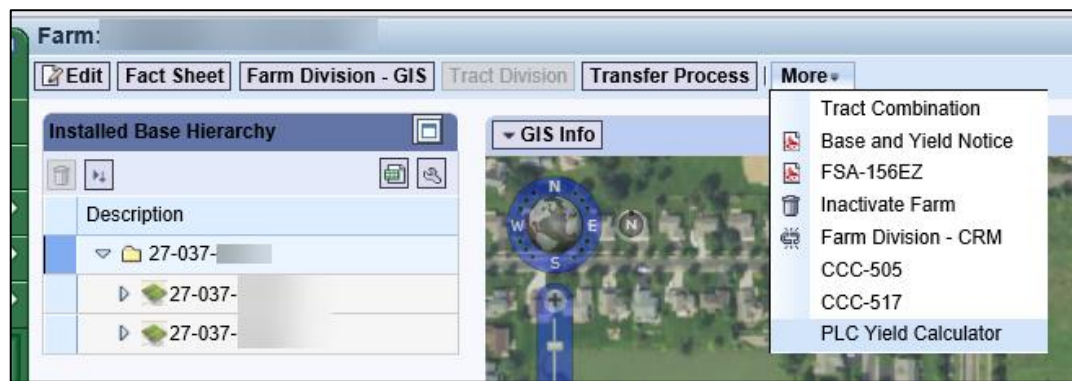 Farm:
Edit Fact Sheet Farm Division - GIS Tract Division Transfer Process More
Installed Base Hierarchy
GIS Info
Tract Combination
Base and Yield Notice
FSA-156EZ
Inactivate Farm
Farm Division - CRM
CCC-505
CCC-517
PLC Yield Calculator
Description
27-037-
27-037-
27-037-
N
W E
S
N